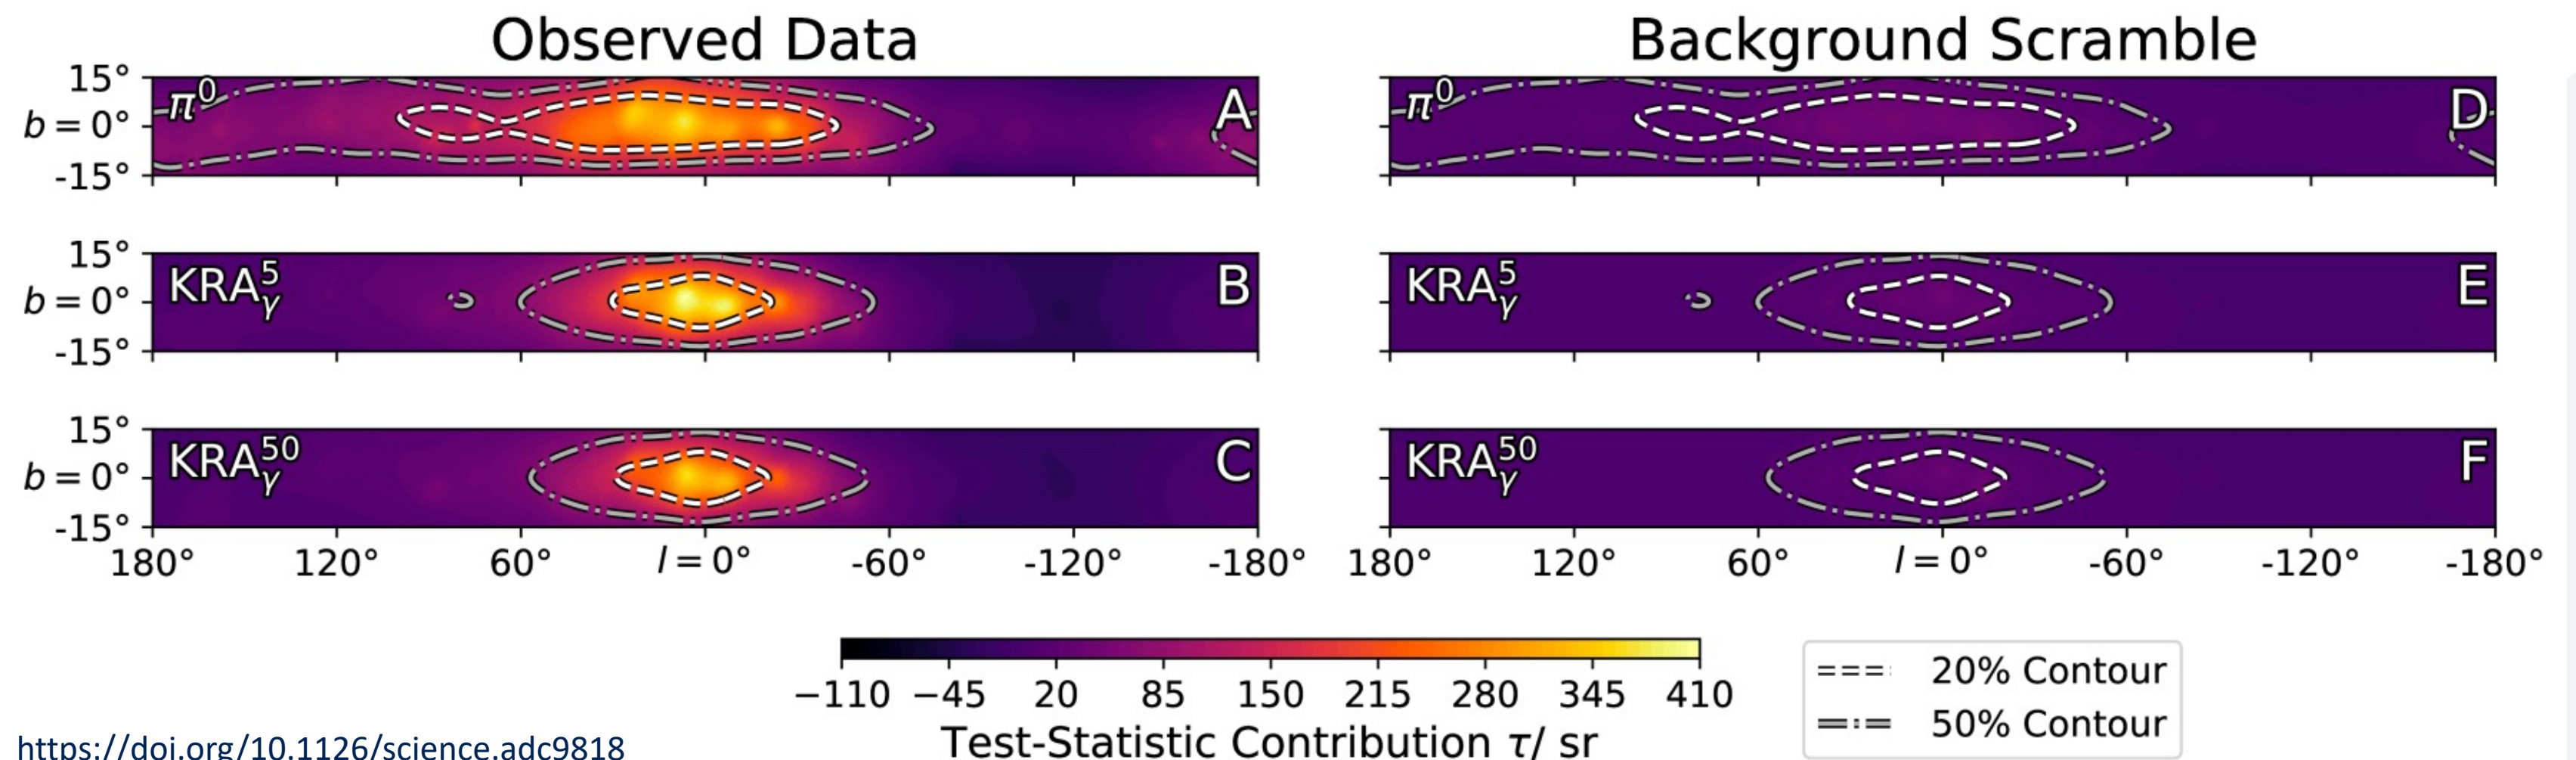 Observed Data
Background Scramble
15°
b = 0°
-15°
π⁰
A
π⁰
D
15°
b = 0°
-15°
KRA⁵ᵧ
B
KRA⁵ᵧ
E
15°
b = 0°
-15°
KRA⁵⁰ᵧ
C
KRA⁵⁰ᵧ
F
180° 120° 60° l = 0° -60° -120° -180°
180° 120° 60° l = 0° -60° -120° -180°
−110 −45 20 85 150 215 280 345 410
Test-Statistic Contribution τ/ sr
20% Contour
50% Contour
https://doi.org/10.1126/science.adc9818